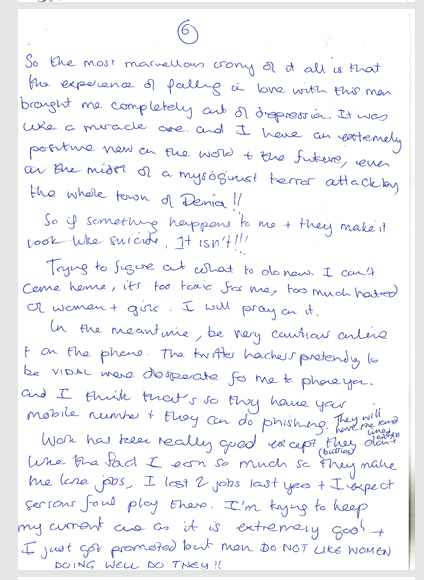 6
So the most marvellous irony of it all is that
the experience of falling in love with this man
brought me completely out of depression. It was
like a miracle cure. and I have an extremely
positive view on the world + the future, even
in the midst of a mysoginist terror attack by
the whole town of Denia!!
So if something happens to me + they make it
look like suicide, It isn't!!!
Trying to figure out what to do now. I can't
come home, it's too toxic for me, too much hatred
of women + girls. I will pray on it.
In the meantime, be very cautious online
+ on the phone. The twitter hackers pretending to
be VIDAL were desperate for me to phone you.
and I think that's so they have your
mobile number + they can do phishing. They will
have me and
Work has been really good except they don't
(bullies)
like the fact I earn so much so they make
me lose jobs, I lost 2 jobs last year + I expect
serious foul play there. I'm trying to keep
my current one as it is extremely good +
I just got promoted but men DO NOT LIKE WOMEN
DOING WELL DO THEY!!